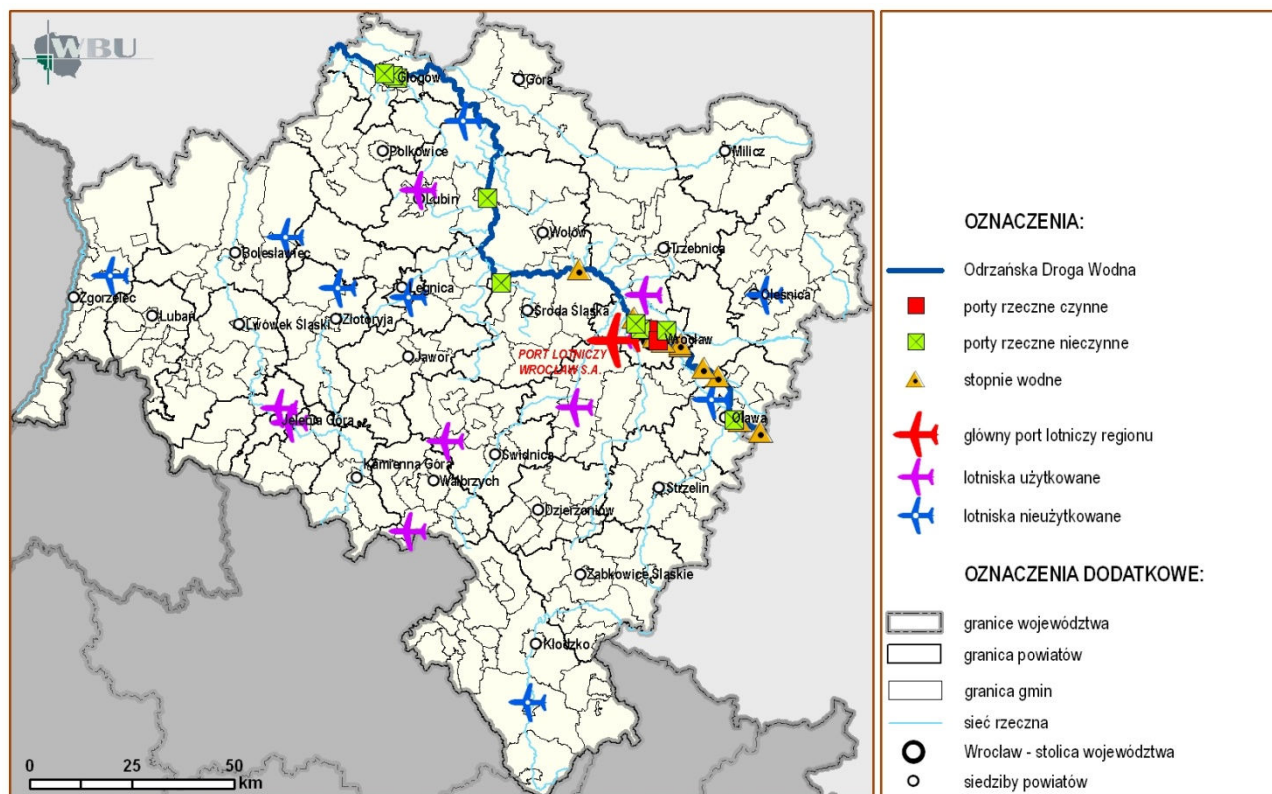 WBU
Głogów
Góra
Polkowice
Milicz
Lubin
Wołów
Trzebnica
Bolesławiec
Zgorzelec
Legnica
Oleśnica
Lubań
Lwówek Śląski
Złotoryja
Środa Śląska
Wrocław
PORT LOTNICZY
WROCŁAW S.A.
Jawor
Jelenia Góra
Oława
Kamienna Góra
Świdnica
Wałbrzych
Strzelin
Dzierżoniów
Ząbkowice Śląskie
Kłodzko
0 25 50
km
OZNACZENIA:
Odrzańska Droga Wodna
porty rzeczne czynne
porty rzeczne nieczynne
stopnie wodne
główny port lotniczy regionu
lotniska użytkowane
lotniska nieużytkowane
OZNACZENIA DODATKOWE:
granice województwa
granica powiatów
granica gmin
sieć rzeczna
Wrocław - stolica województwa
siedziby powiatów